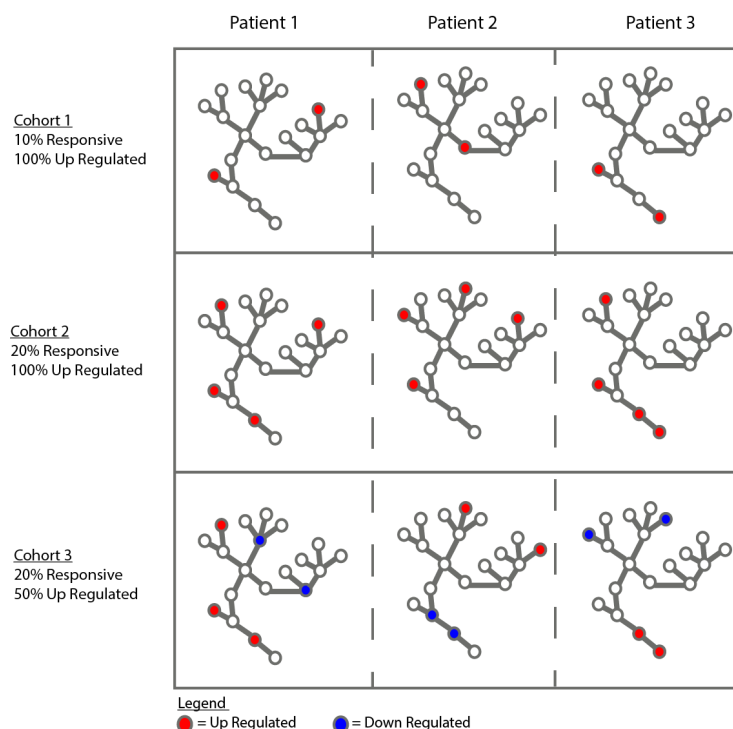 Patient 1 Patient 2 Patient 3
Cohort 1
10% Responsive
100% Up Regulated
Cohort 2
20% Responsive
100% Up Regulated
Cohort 3
20% Responsive
50% Up Regulated
Legend
= Up Regulated = Down Regulated